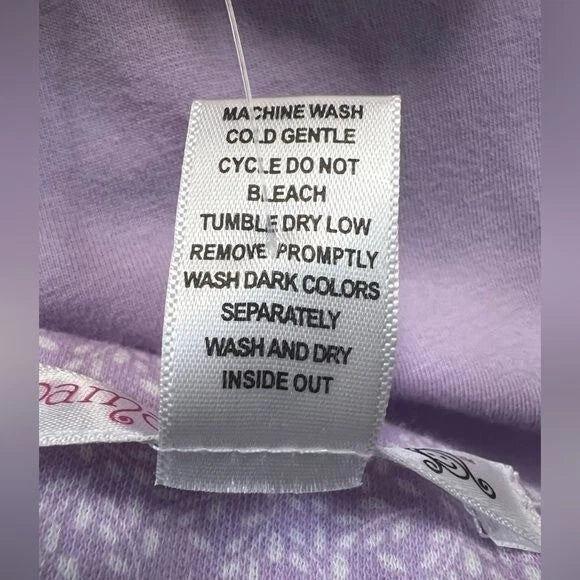 MACHINE WASH
COLD GENTLE
CYCLE DO NOT
BLEACH
TUMBLE DRY LOW
REMOVE PROMPTLY
WASH DARK COLORS
SEPARATELY
WASH AND DRY
INSIDE OUT